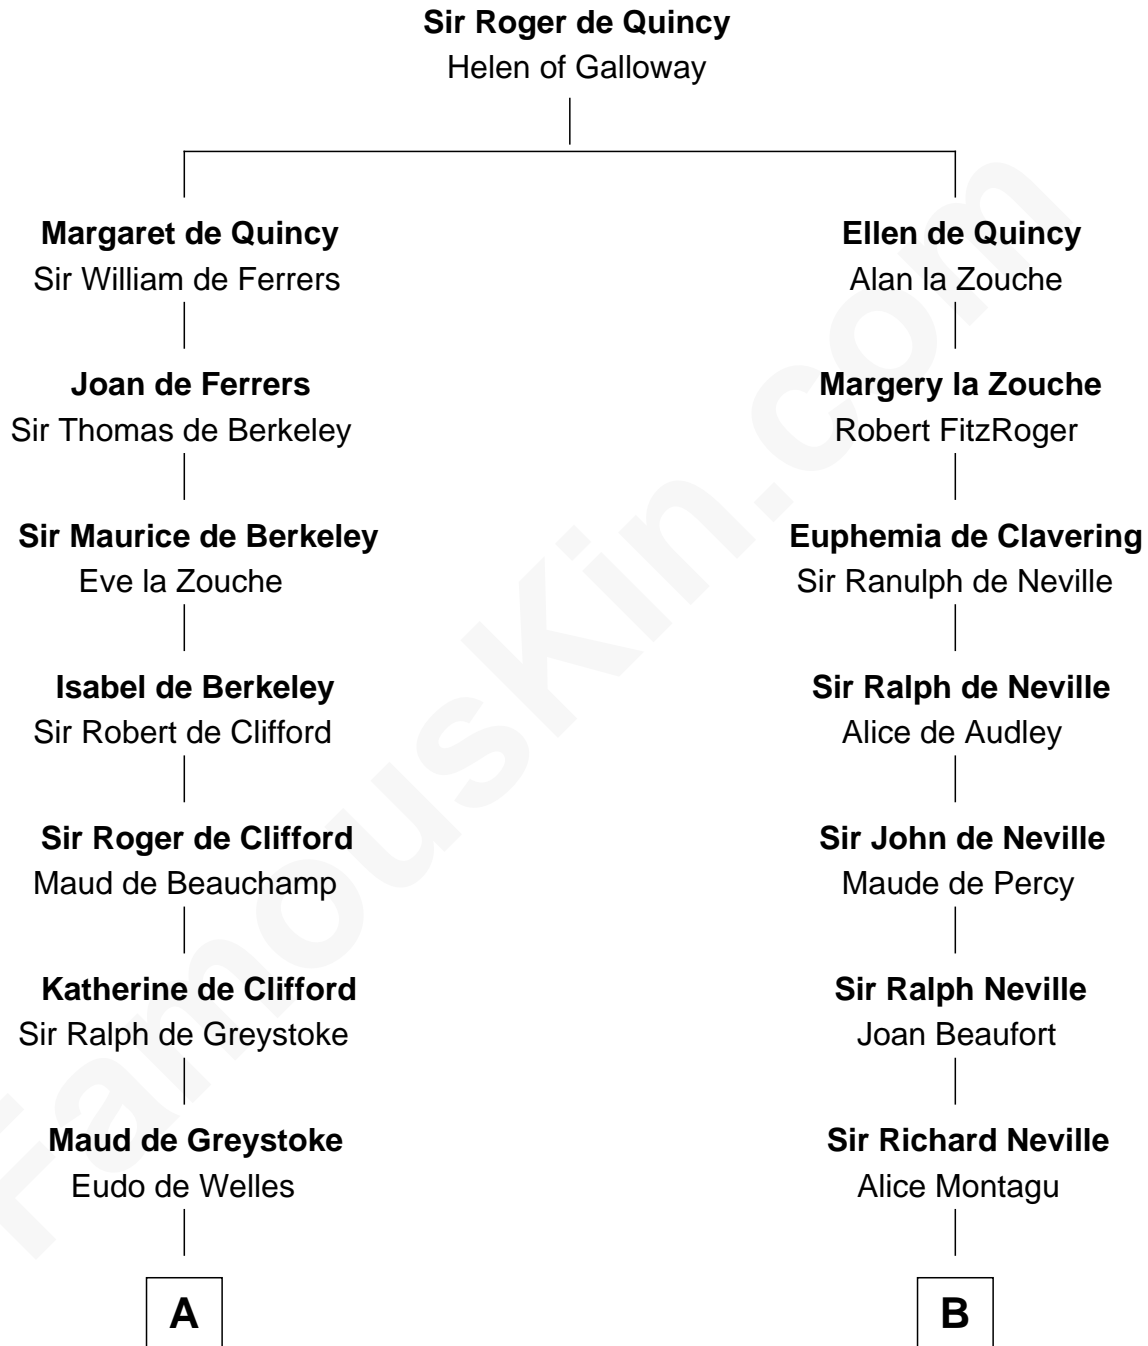 Sir Roger de Quincy
Helen of Galloway
Margaret de Quincy
Sir William de Ferrers
Ellen de Quincy
Alan la Zouche
Joan de Ferrers
Sir Thomas de Berkeley
Margery la Zouche
Robert FitzRoger
Sir Maurice de Berkeley
Eve la Zouche
Euphemia de Clavering
Sir Ranulph de Neville
Isabel de Berkeley
Sir Robert de Clifford
Sir Ralph de Neville
Alice de Audley
Sir Roger de Clifford
Maud de Beauchamp
Sir John de Neville
Maude de Percy
Katherine de Clifford
Sir Ralph de Greystoke
Sir Ralph Neville
Joan Beaufort
Maud de Greystoke
Eudo de Welles
Sir Richard Neville
Alice Montagu
A
B
FamousKin.com